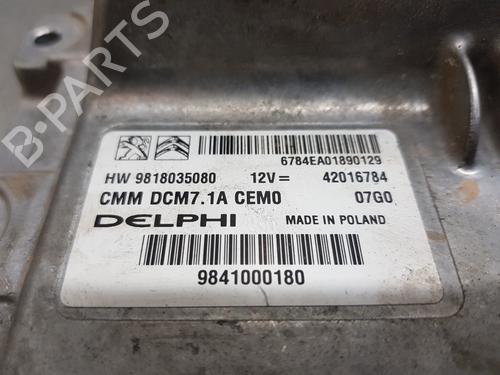 6784EA01890129
HW 9818035080 12V = 42016784
CMM DCM7.1A CEM0 07G0
DELPHI MADE IN POLAND
9841000180
B-PARTS